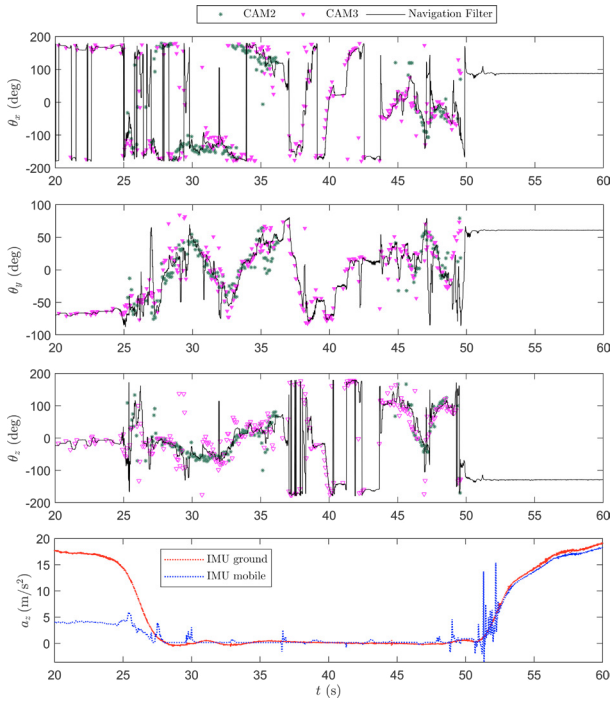 CAM2 CAM3 Navigation Filter
200
100
0
-100
-200
θx (deg)
20 25 30 35 40 45 50 55 60
100
50
0
-50
-100
θy (deg)
20 25 30 35 40 45 50 55 60
200
100
0
-100
-200
θz (deg)
20 25 30 35 40 45 50 55 60
20
15
10
5
0
az (m/s²)
IMU ground
IMU mobile
20 25 30 35 40 45 50 55 60
t (s)